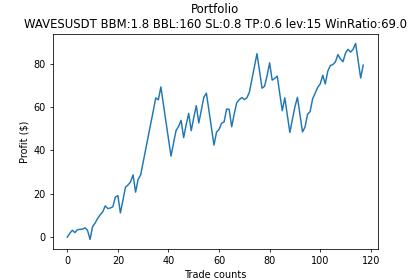 Portfolio
WAVESUSDT BBM:1.8 BBL:160 SL:0.8 TP:0.6 lev:15 WinRatio:69.0
Profit ($)
80
60
40
20
0
0 20 40 60 80 100 120
Trade counts